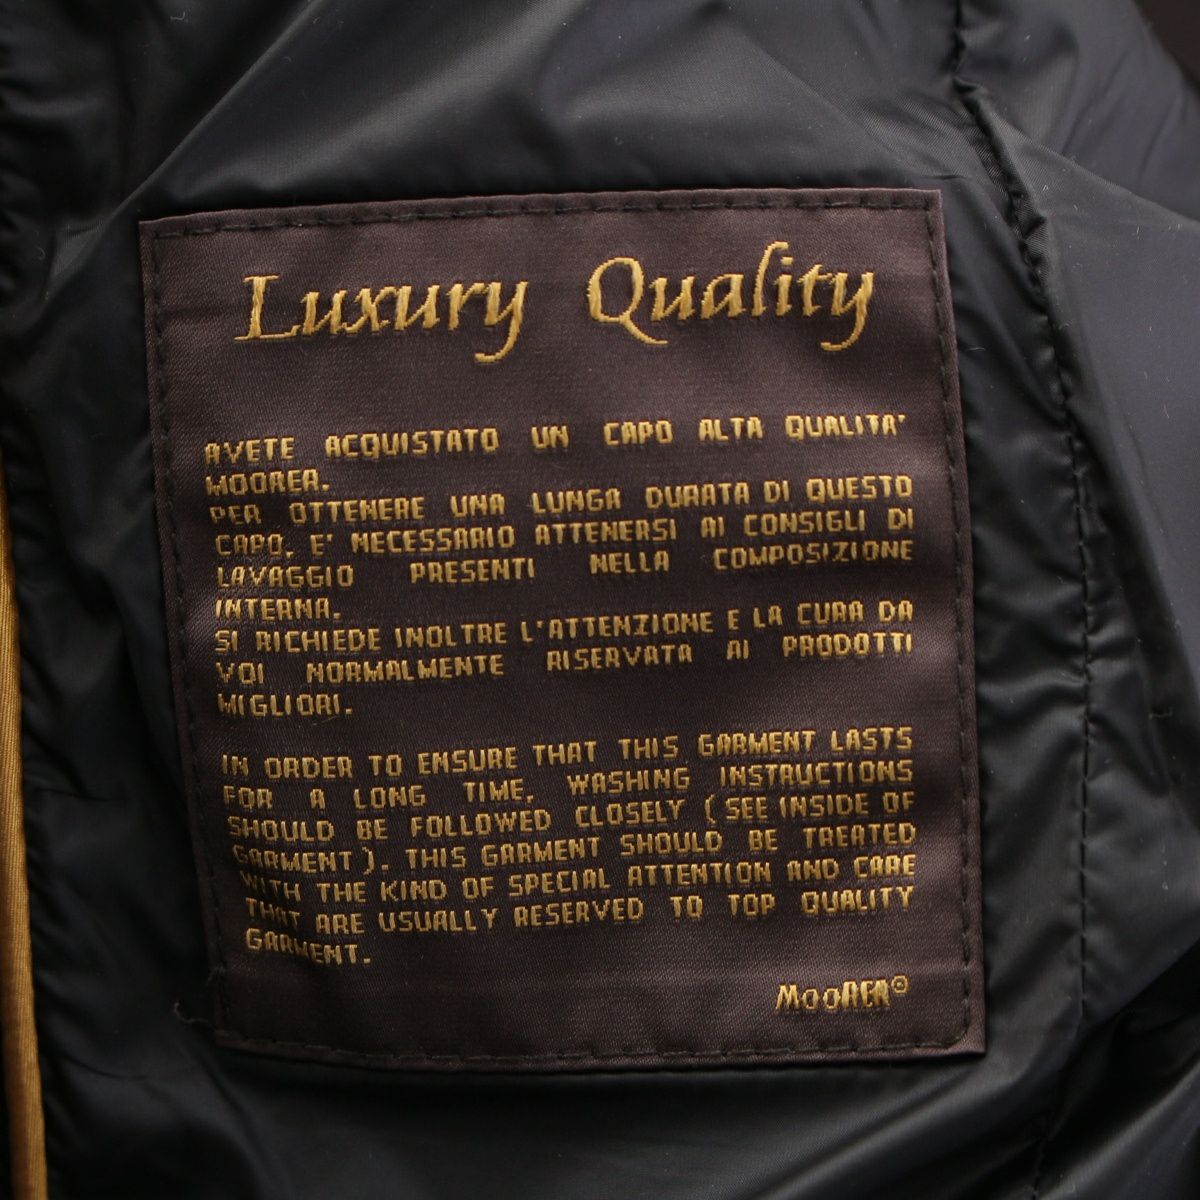 Luxury Quality
AVETE ACQUISTATO UN CAPO ALTA QUALITA'
MOORER.
PER OTTENERE UNA LUNGA DURATA DI QUESTO
CAPO, E' NECESSARIO ATTENERSI AI CONSIGLI DI
LAVAGGIO PRESENTI NELLA COMPOSIZIONE
INTERNA.
SI RICHIEDE INOLTRE L'ATTENZIONE E LA CURA DA
VOI NORMALMENTE RISERVATA AI PRODOTTI
MIGLIORI.
IN ORDER TO ENSURE THAT THIS GARMENT LASTS
FOR A LONG TIME, WASHING INSTRUCTIONS
SHOULD BE FOLLOWED CLOSELY (SEE INSIDE OF
GARMENT). THIS GARMENT SHOULD BE TREATED
WITH THE KIND OF SPECIAL ATTENTION AND CARE
THAT ARE USUALLY RESERVED TO TOP QUALITY
GARMENT.
MooRER®